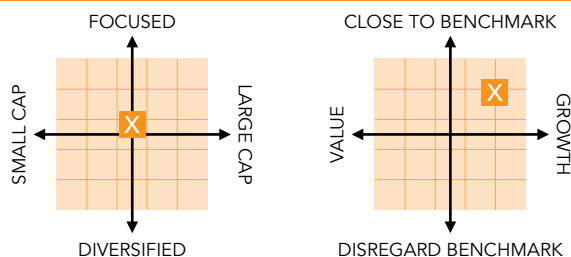 FOCUSED
SMALL CAP
X
LARGE CAP
DIVERSIFIED
CLOSE TO BENCHMARK
VALUE
X
GROWTH
DISREGARD BENCHMARK